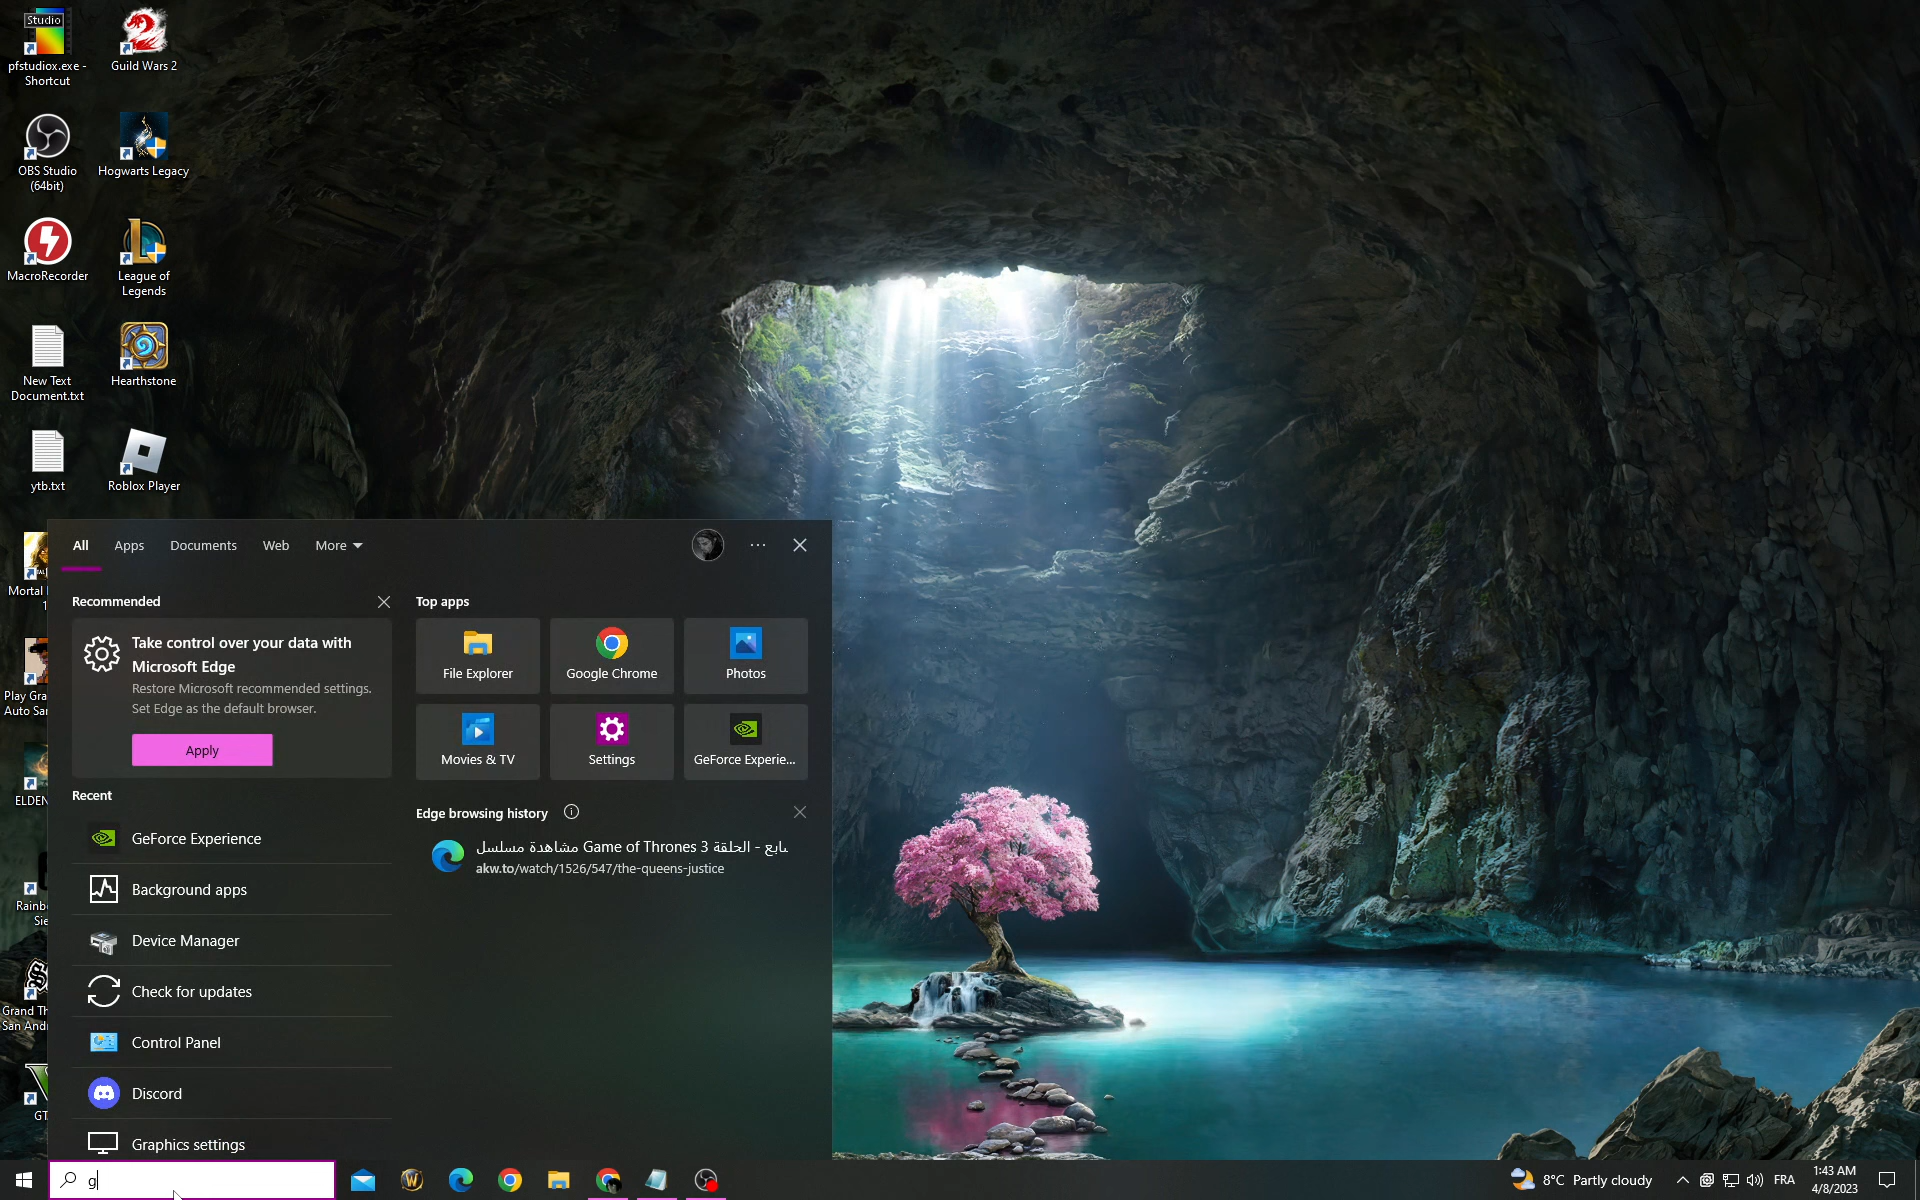 Studio
pfstudiox.exe -
Shortcut
Guild Wars 2
OBS Studio
(64bit)
Hogwarts Legacy
MacroRecorder
League of
Legends
New Text
Document.txt
Hearthstone
ytb.txt
Roblox Player
Mortal
1
Play Gra
Auto Sar
ELDEN
Rainbo
Sie
Grand Th
San Andr
GT
All
Apps
Documents
Web
More
Recommended
Take control over your data with
Microsoft Edge
Restore Microsoft recommended settings.
Set Edge as the default browser.
Apply
Recent
GeForce Experience
Background apps
Device Manager
Check for updates
Control Panel
Discord
Graphics settings
Top apps
File Explorer
Google Chrome
Photos
Movies & TV
Settings
GeForce Experie...
Edge browsing history
مشاهدة مسلسل Game of Thrones الحلقة 3 - سابع
akw.to/watch/1526/547/the-queens-justice
g
8°C Partly cloudy
FRA
1:43 AM
4/8/2023